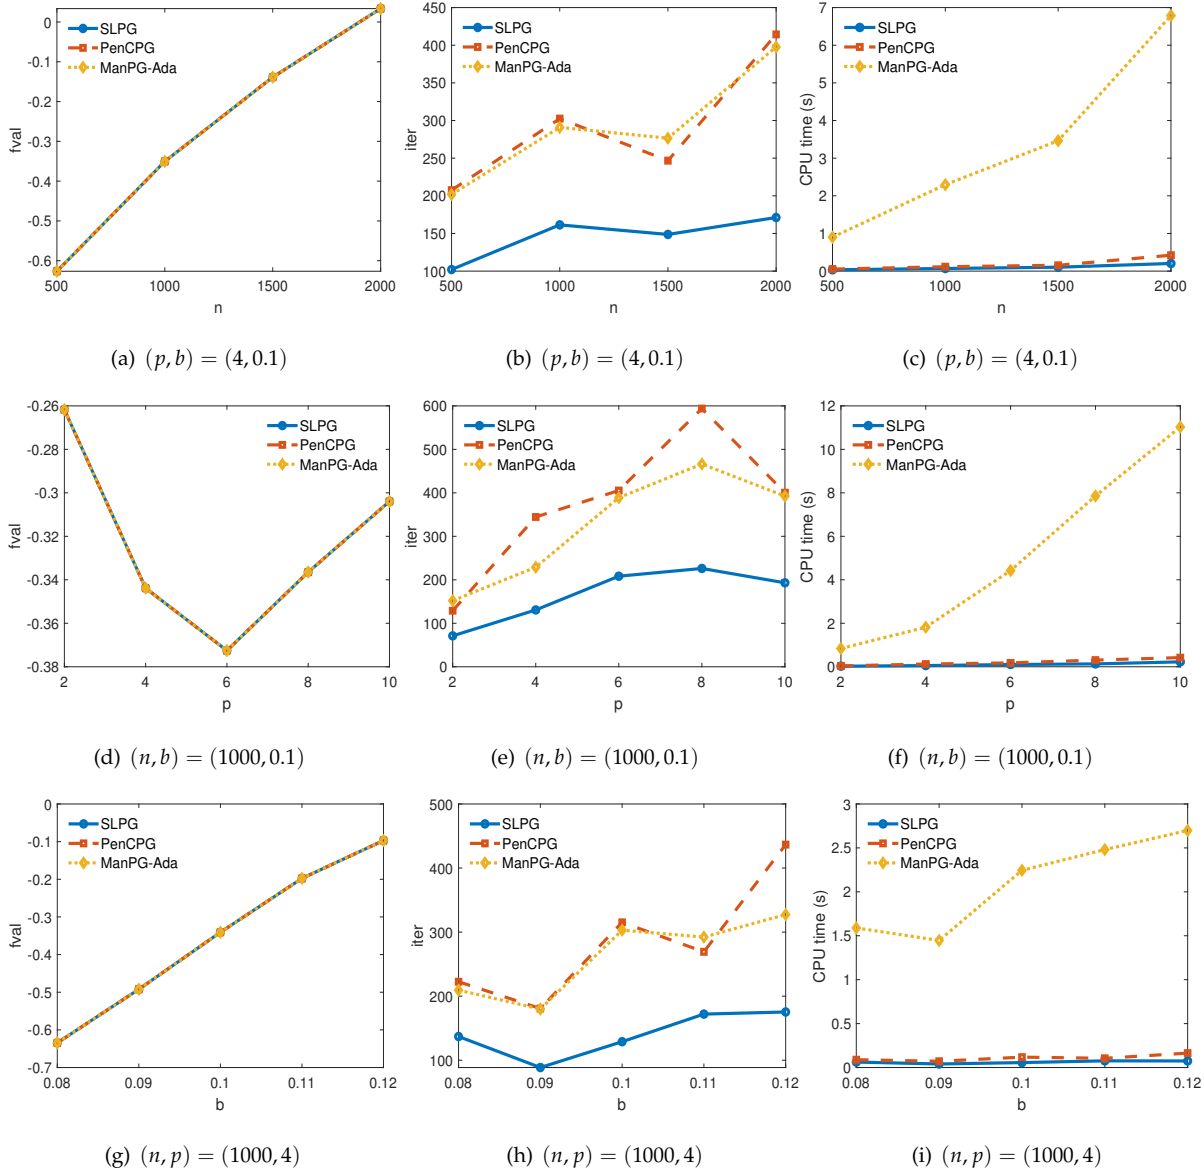 0
-0.1
-0.2
-0.3
-0.4
-0.5
-0.6
fval
SLPG
PenCPG
ManPG-Ada
500
1000
1500
2000
n
450
400
350
300
250
200
150
100
iter
SLPG
PenCPG
ManPG-Ada
500
1000
1500
2000
n
7
6
5
4
3
2
1
0
CPU time (s)
SLPG
PenCPG
ManPG-Ada
500
1000
1500
2000
n
(a) (p, b) = (4, 0.1)
(b) (p, b) = (4, 0.1)
(c) (p, b) = (4, 0.1)
-0.26
-0.28
-0.3
-0.32
-0.34
-0.36
-0.38
fval
SLPG
PenCPG
ManPG-Ada
2
4
6
8
10
p
600
500
400
300
200
100
0
iter
SLPG
PenCPG
ManPG-Ada
2
4
6
8
10
p
12
10
8
6
4
2
0
CPU time (s)
SLPG
PenCPG
ManPG-Ada
2
4
6
8
10
p
(d) (n, b) = (1000, 0.1)
(e) (n, b) = (1000, 0.1)
(f) (n, b) = (1000, 0.1)
0
-0.1
-0.2
-0.3
-0.4
-0.5
-0.6
-0.7
fval
SLPG
PenCPG
ManPG-Ada
0.08
0.09
0.1
0.11
0.12
b
500
400
300
200
100
iter
SLPG
PenCPG
ManPG-Ada
0.08
0.09
0.1
0.11
0.12
b
3
2.5
2
1.5
1
0.5
0
CPU time (s)
SLPG
PenCPG
ManPG-Ada
0.08
0.09
0.1
0.11
0.12
b
(g) (n, p) = (1000, 4)
(h) (n, p) = (1000, 4)
(i) (n, p) = (1000, 4)